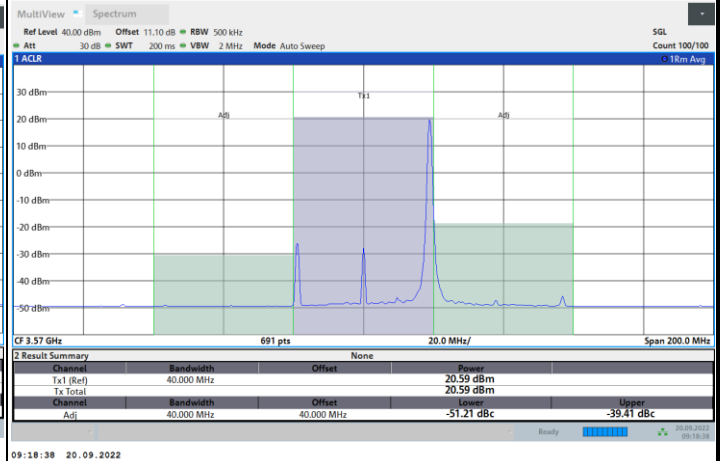 MultiView Spectrum
Ref Level 40.00 dBm Offset 11.10 dB RBW 500 kHz SGL
Att 30 dB SWT 200 ms VBW 2 MHz Mode Auto Sweep Count 100/100
1 ACLR 1Rm Avg
Tx1
30 dBm
Adj Adj
20 dBm
10 dBm
0 dBm
-10 dBm
-20 dBm
-30 dBm
-40 dBm
-50 dBm
CF 3.57 GHz 691 pts 20.0 MHz/ Span 200.0 MHz
2 Result Summary None
Channel Bandwidth Offset Power
Tx1 (Ref) 40.000 MHz 20.59 dBm
Tx Total 20.59 dBm
Channel Bandwidth Offset Lower Upper
Adj 40.000 MHz 40.000 MHz -51.21 dBc -39.41 dBc
Ready 20.09.2022
09:18:38
09:18:38 20.09.2022